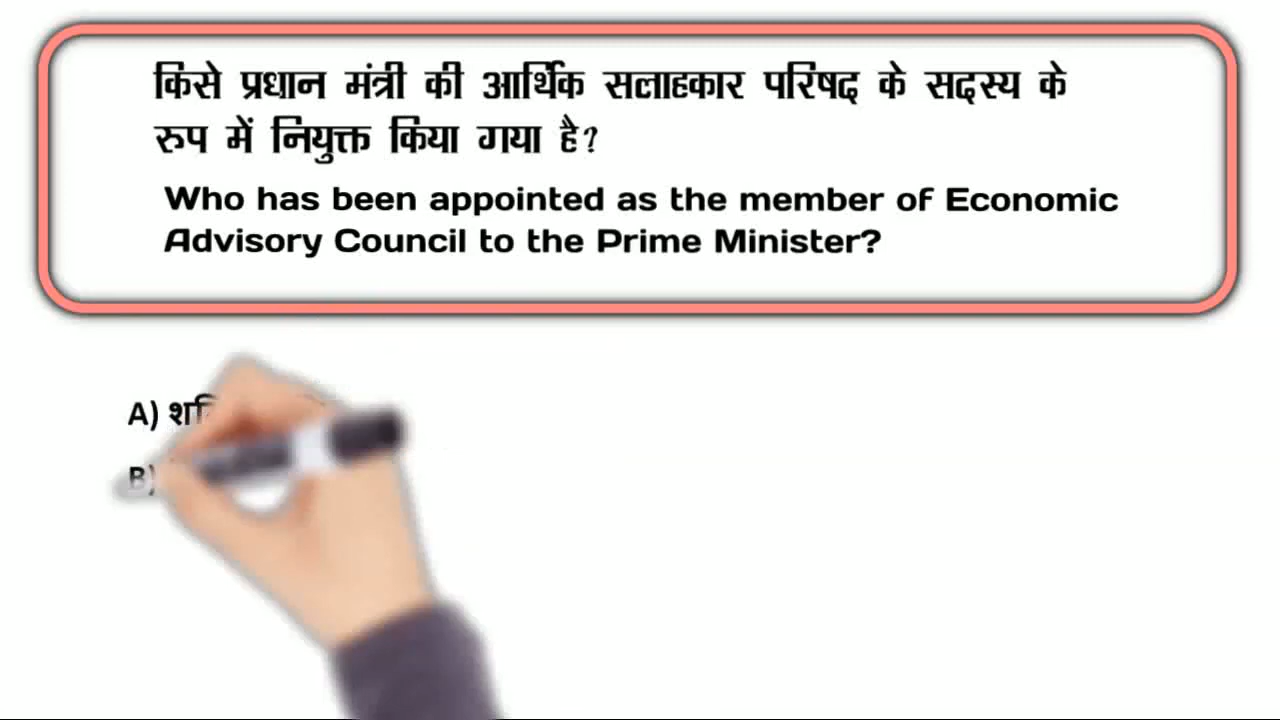 किसे प्रधान मंत्री की आर्थिक सलाहकार परिषद के सदस्य के
रुप में नियुक्त किया गया है?
Who has been appointed as the member of Economic
Advisory Council to the Prime Minister?
A)
B)